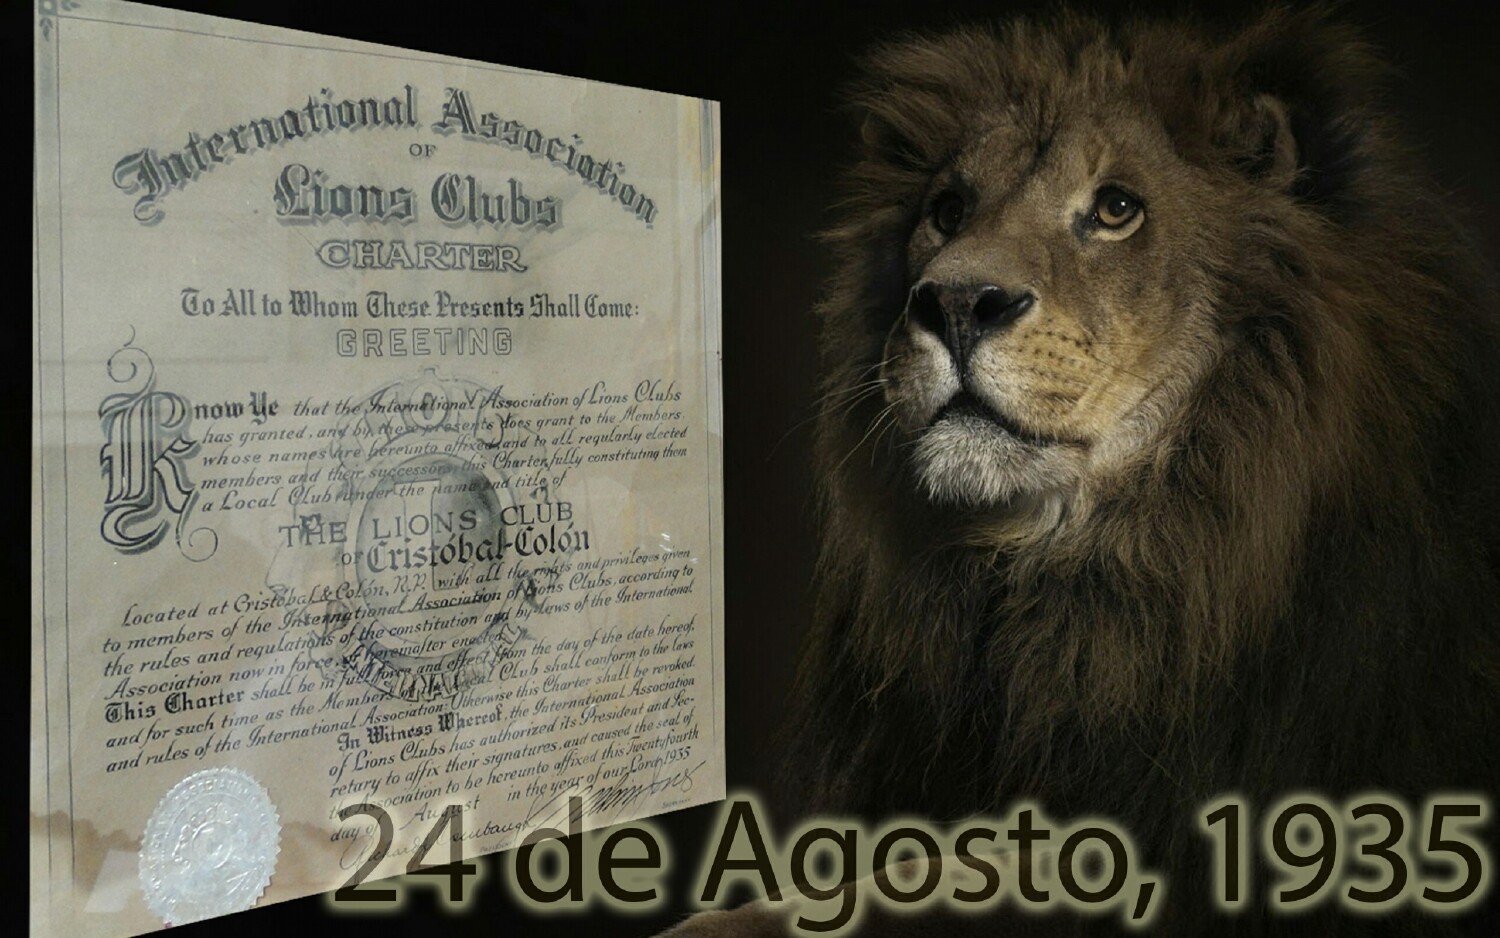 International Association
OF
Lions Clubs
CHARTER
To All to Whom These Presents Shall Come:
GREETING
Know Ye that the International Association of Lions Clubs
has granted, and by these presents does grant to the Members
whose names are hereunto affixed and to all regularly elected
members and their successors, this Charter, fully constituting them
a Local Club under the name and title of
THE LIONS CLUB
OF Cristóbal-Colón
Located at Cristóbal & Colón, R.P. with all the rights and privileges given
to members of the International Association of Lions Clubs, according to
the rules and regulations of the constitution and by-laws of the International
Association now in force, or hereafter enacted.
This Charter shall be in full force and effect from the day of the date hereof,
and for such time as the Members of the Local Club shall conform to the laws
and rules of the International Association: Otherwise this Charter shall be revoked.
In Witness Whereof, the International Association
of Lions Clubs has authorized its President and Sec-
retary to affix their signatures, and caused the seal of
the Association to be hereunto affixed this Twentyfourth
day of August in the year of our Lord 1935
24 de Agosto, 1935